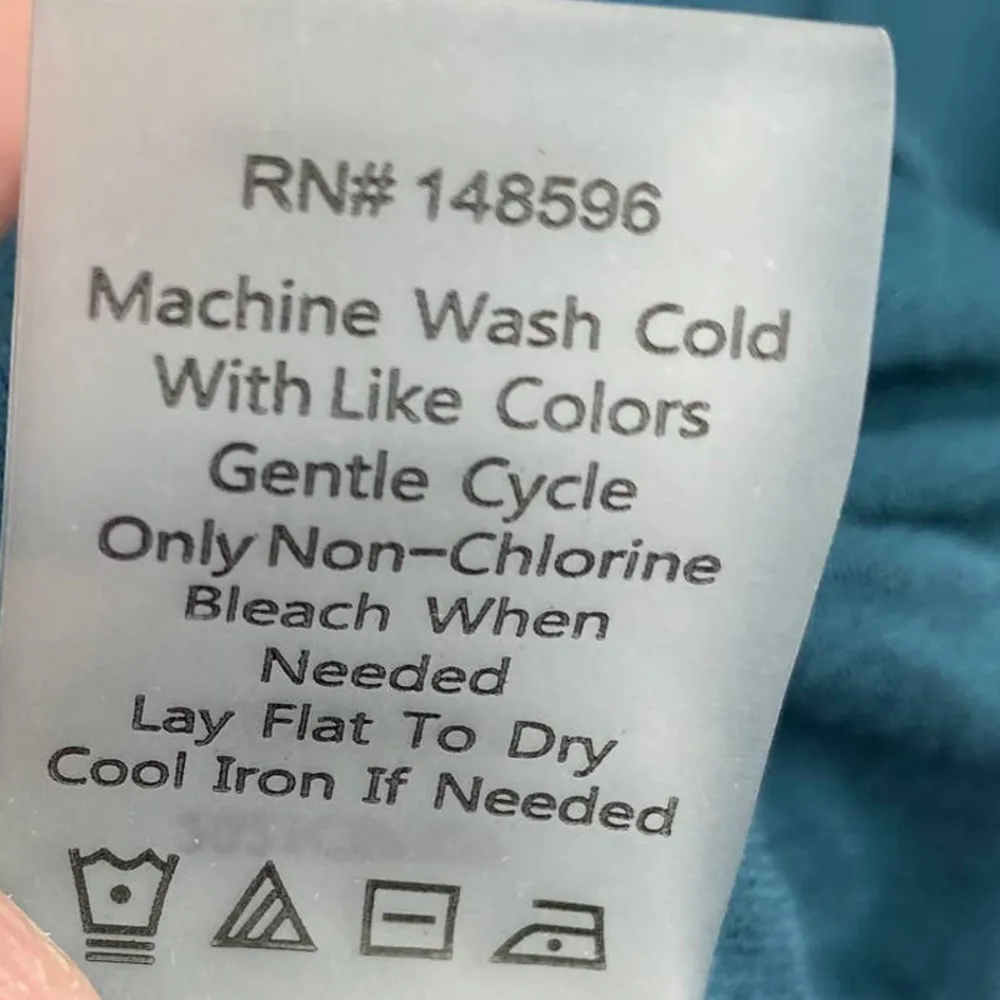 RN# 148596
Machine Wash Cold
With Like Colors
Gentle Cycle
Only Non-Chlorine
Bleach When
Needed
Lay Flat To Dry
Cool Iron If Needed